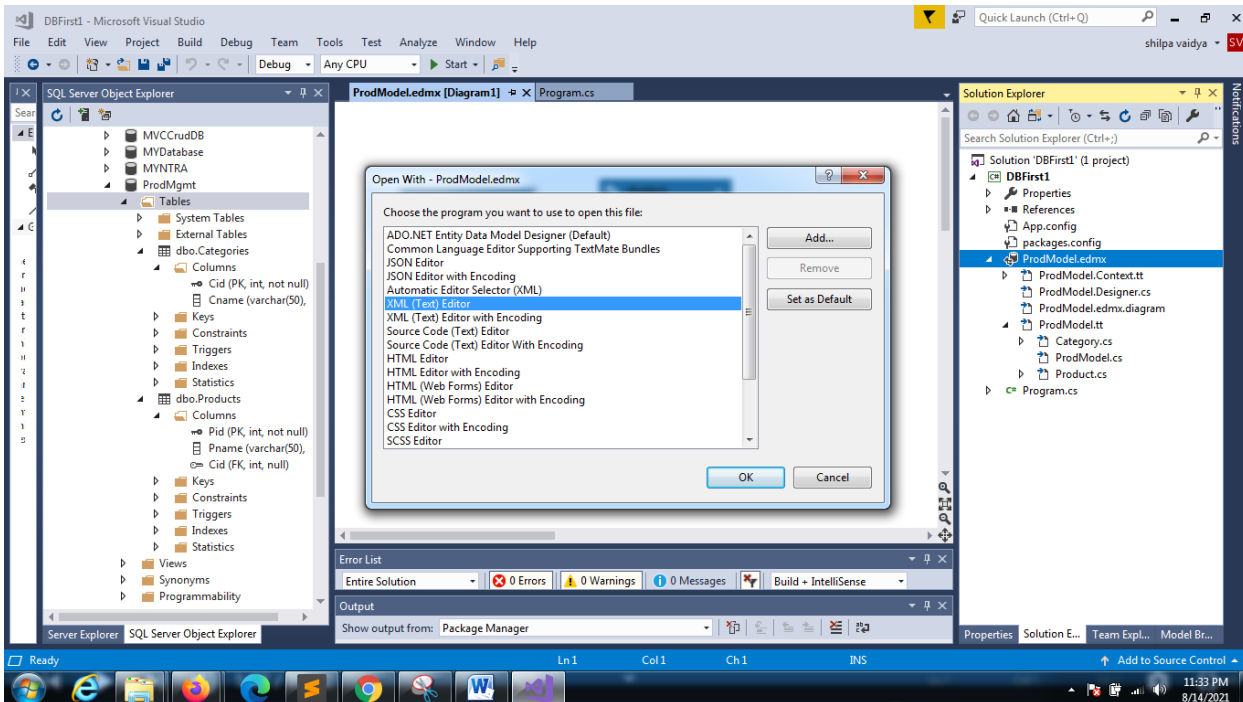 DBFirst1 - Microsoft Visual Studio
Quick Launch (Ctrl+Q)
File Edit View Project Build Debug Team Tools Test Analyze Window Help
shilpa vaidya
SV
Debug
Any CPU
Start
SQL Server Object Explorer
Sear
MVCCrudDB
MYDatabase
MYNTRA
ProdMgmt
Tables
System Tables
External Tables
dbo.Categories
Columns
Cid (PK, int, not null)
Cname (varchar(50),
Keys
Constraints
Triggers
Indexes
Statistics
dbo.Products
Columns
Pid (PK, int, not null)
Pname (varchar(50),
Cid (FK, int, null)
Keys
Constraints
Triggers
Indexes
Statistics
Views
Synonyms
Programmability
Server Explorer
SQL Server Object Explorer
ProdModel.edmx [Diagram1]
Program.cs
Open With - ProdModel.edmx
Choose the program you want to use to open this file:
ADO.NET Entity Data Model Designer (Default)
Common Language Editor Supporting TextMate Bundles
JSON Editor
JSON Editor with Encoding
Automatic Editor Selector (XML)
XML (Text) Editor
XML (Text) Editor with Encoding
Source Code (Text) Editor
Source Code (Text) Editor With Encoding
HTML Editor
HTML Editor with Encoding
HTML (Web Forms) Editor
HTML (Web Forms) Editor with Encoding
CSS Editor
CSS Editor with Encoding
SCSS Editor
Add...
Remove
Set as Default
OK
Cancel
Error List
Entire Solution
0 Errors
0 Warnings
0 Messages
Build + IntelliSense
Output
Show output from: Package Manager
Solution Explorer
Search Solution Explorer (Ctrl+;)
Solution 'DBFirst1' (1 project)
DBFirst1
Properties
References
App.config
packages.config
ProdModel.edmx
ProdModel.Context.tt
ProdModel.Designer.cs
ProdModel.edmx.diagram
ProdModel.tt
Category.cs
ProdModel.cs
Product.cs
Program.cs
Properties
Solution E...
Team Expl...
Model Br...
Notifications
Ready
Ln 1
Col 1
Ch 1
INS
Add to Source Control
11:33 PM
8/14/2021